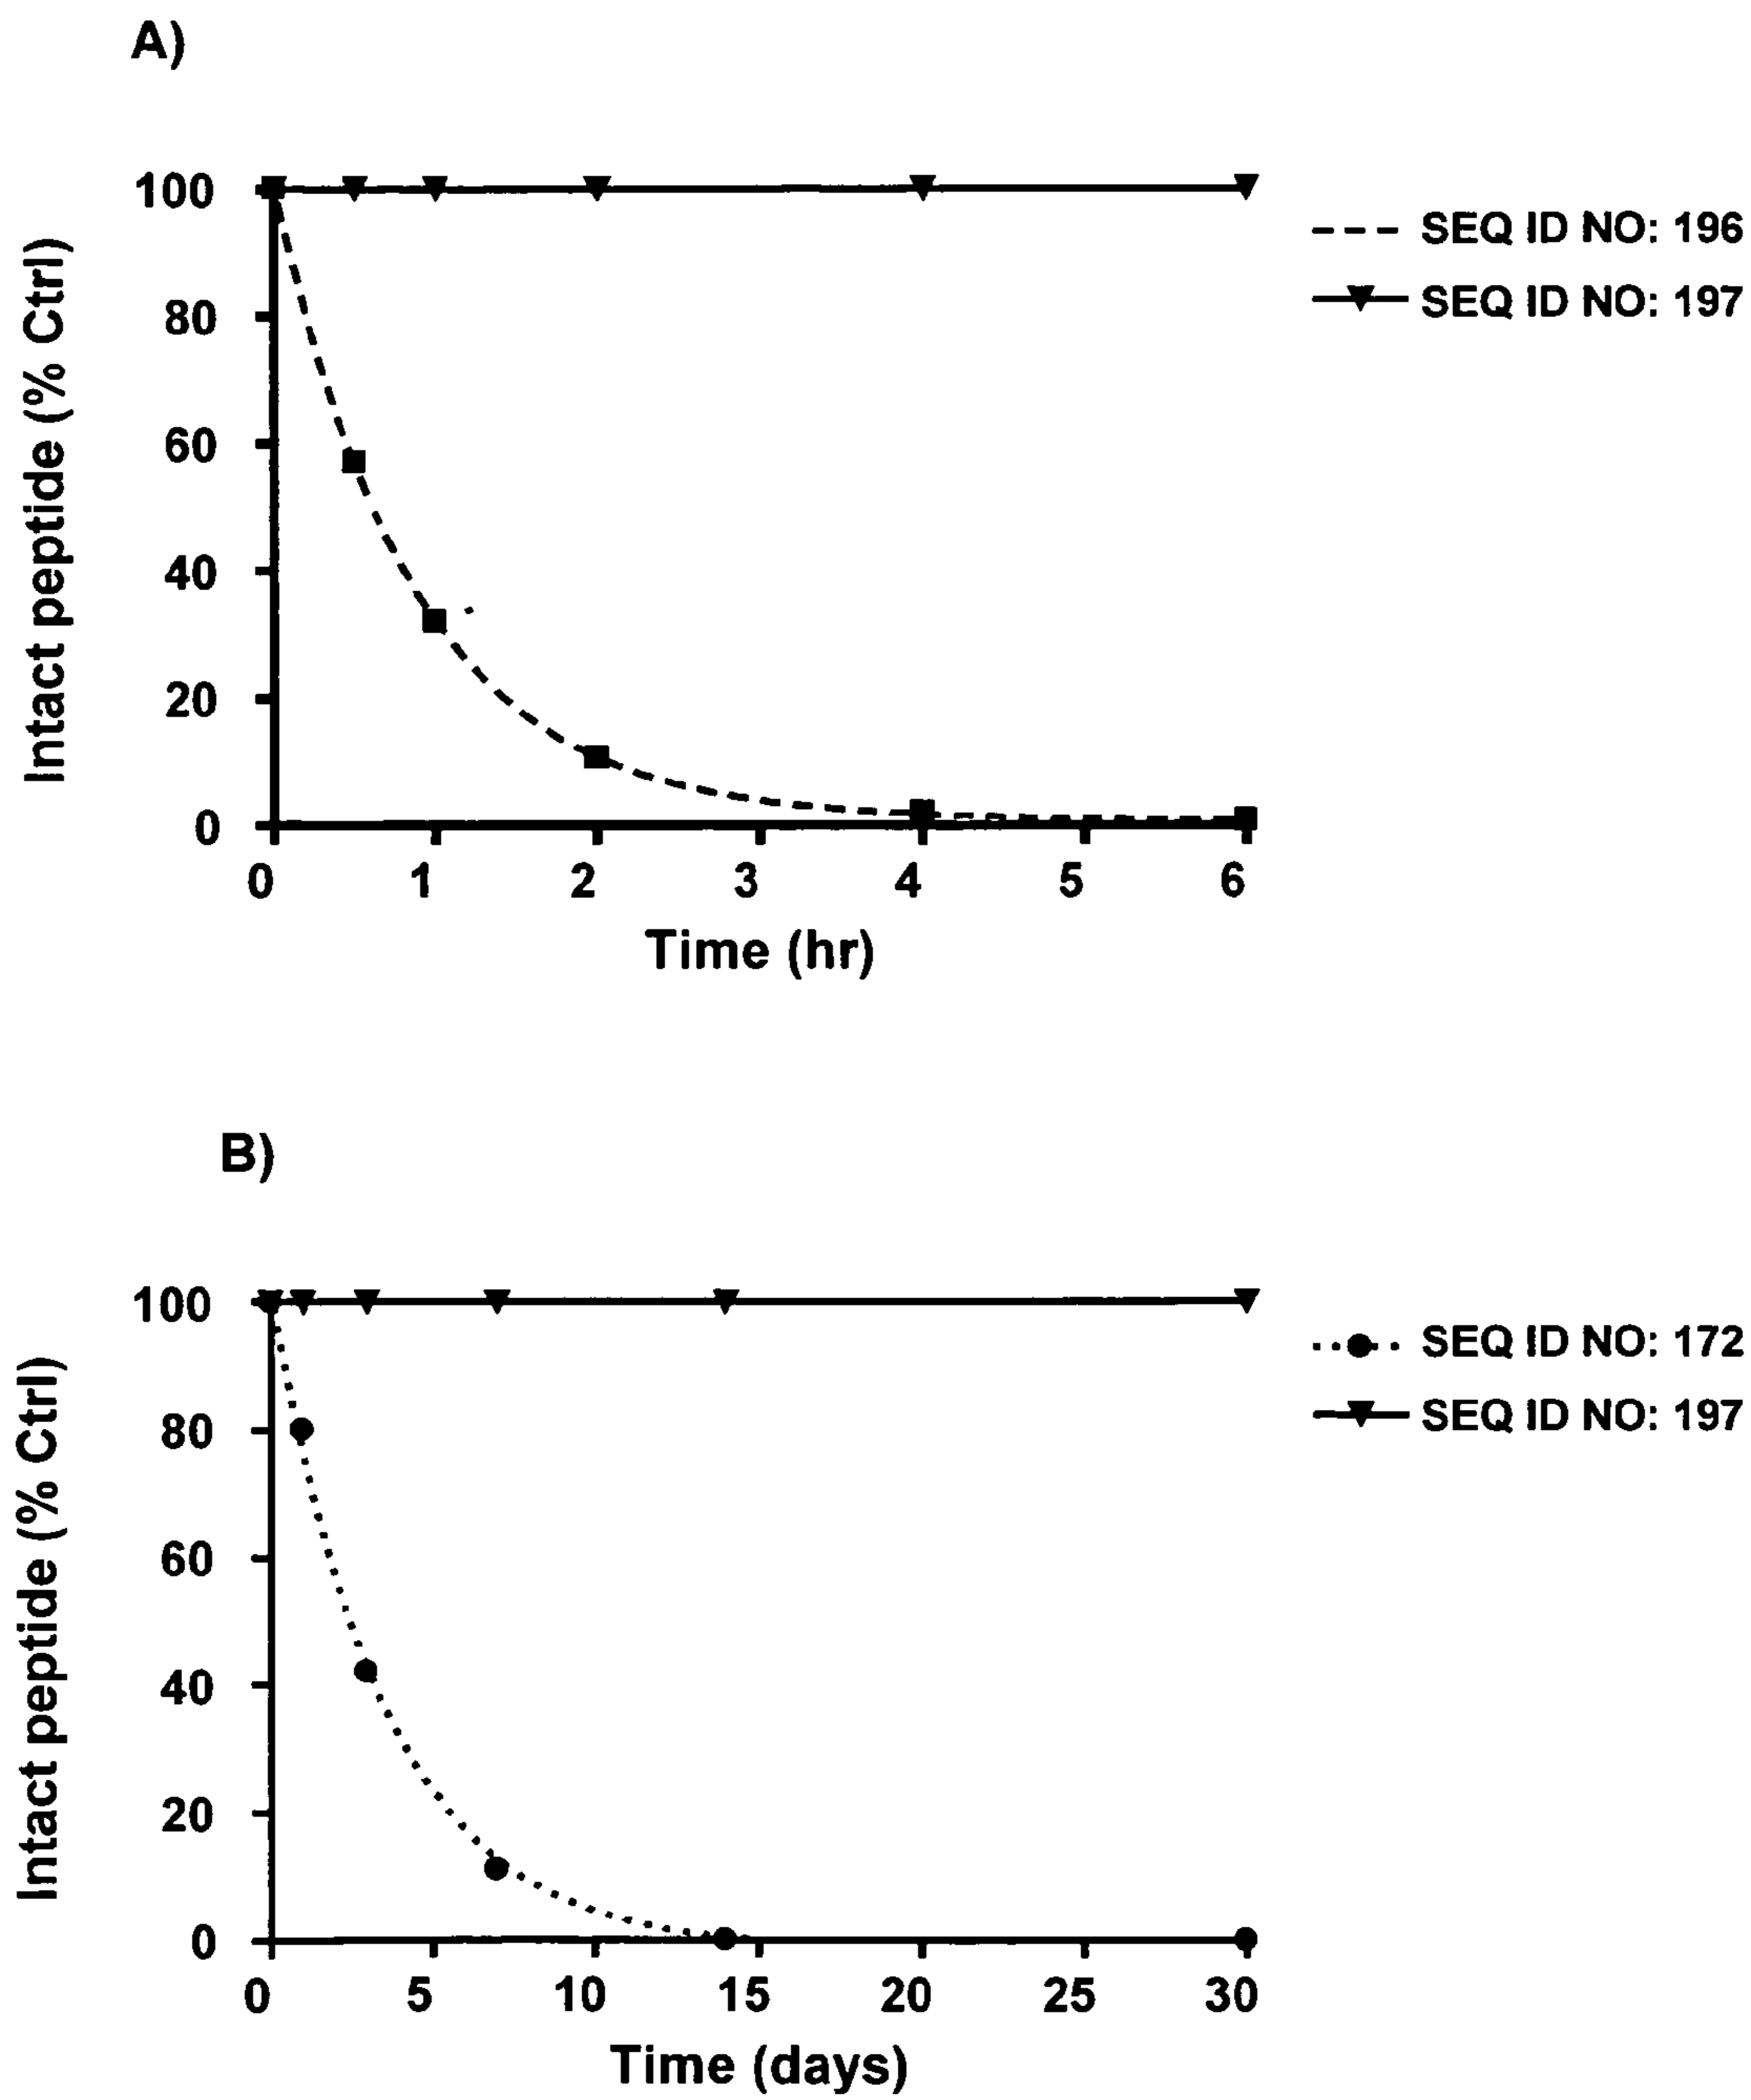 A)
Intact peptide (% Ctrl)
100
80
60
40
20
0
0 1 2 3 4 5 6
Time (hr)
SEQ ID NO: 196
SEQ ID NO: 197
B)
Intact peptide (% Ctrl)
100
80
60
40
20
0
0 5 10 15 20 25 30
Time (days)
SEQ ID NO: 172
SEQ ID NO: 197